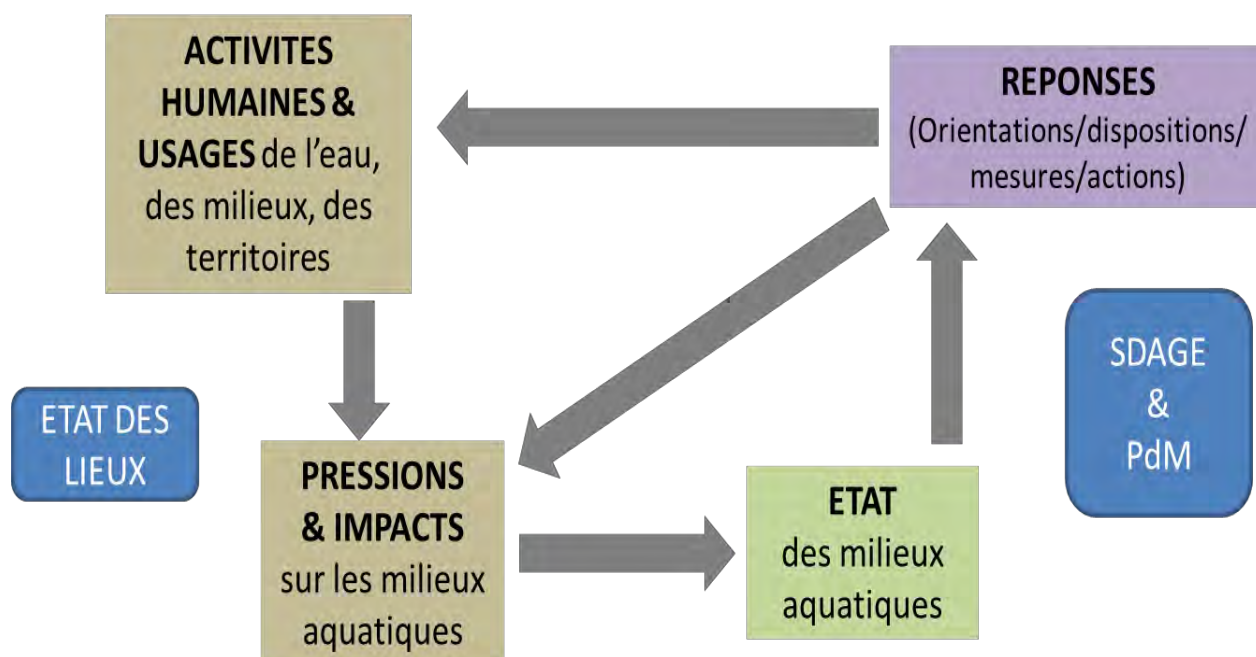 ACTIVITES
HUMAINES &
USAGES de l'eau,
des milieux, des
territoires
REPONSES
(Orientations/dispositions/
mesures/actions)
ETAT DES
LIEUX
SDAGE
&
PdM
PRESSIONS
& IMPACTS
sur les milieux
aquatiques
ETAT
des milieux
aquatiques